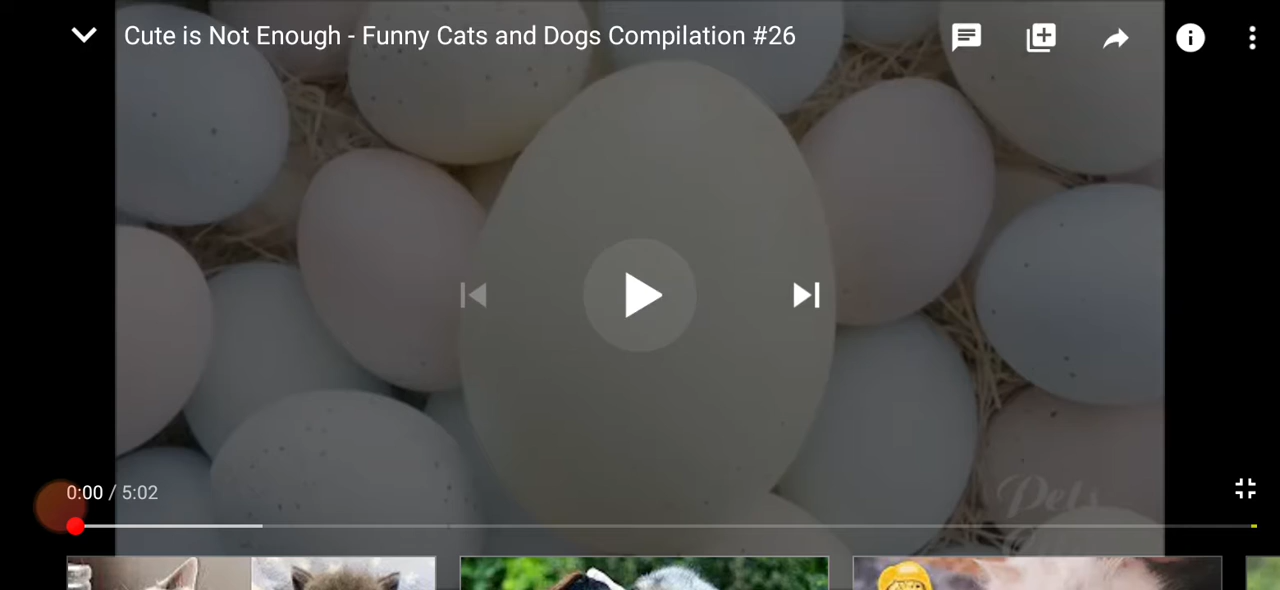 Cute is Not Enough - Funny Cats and Dogs Compilation #26
0:00 / 5:02
Pets